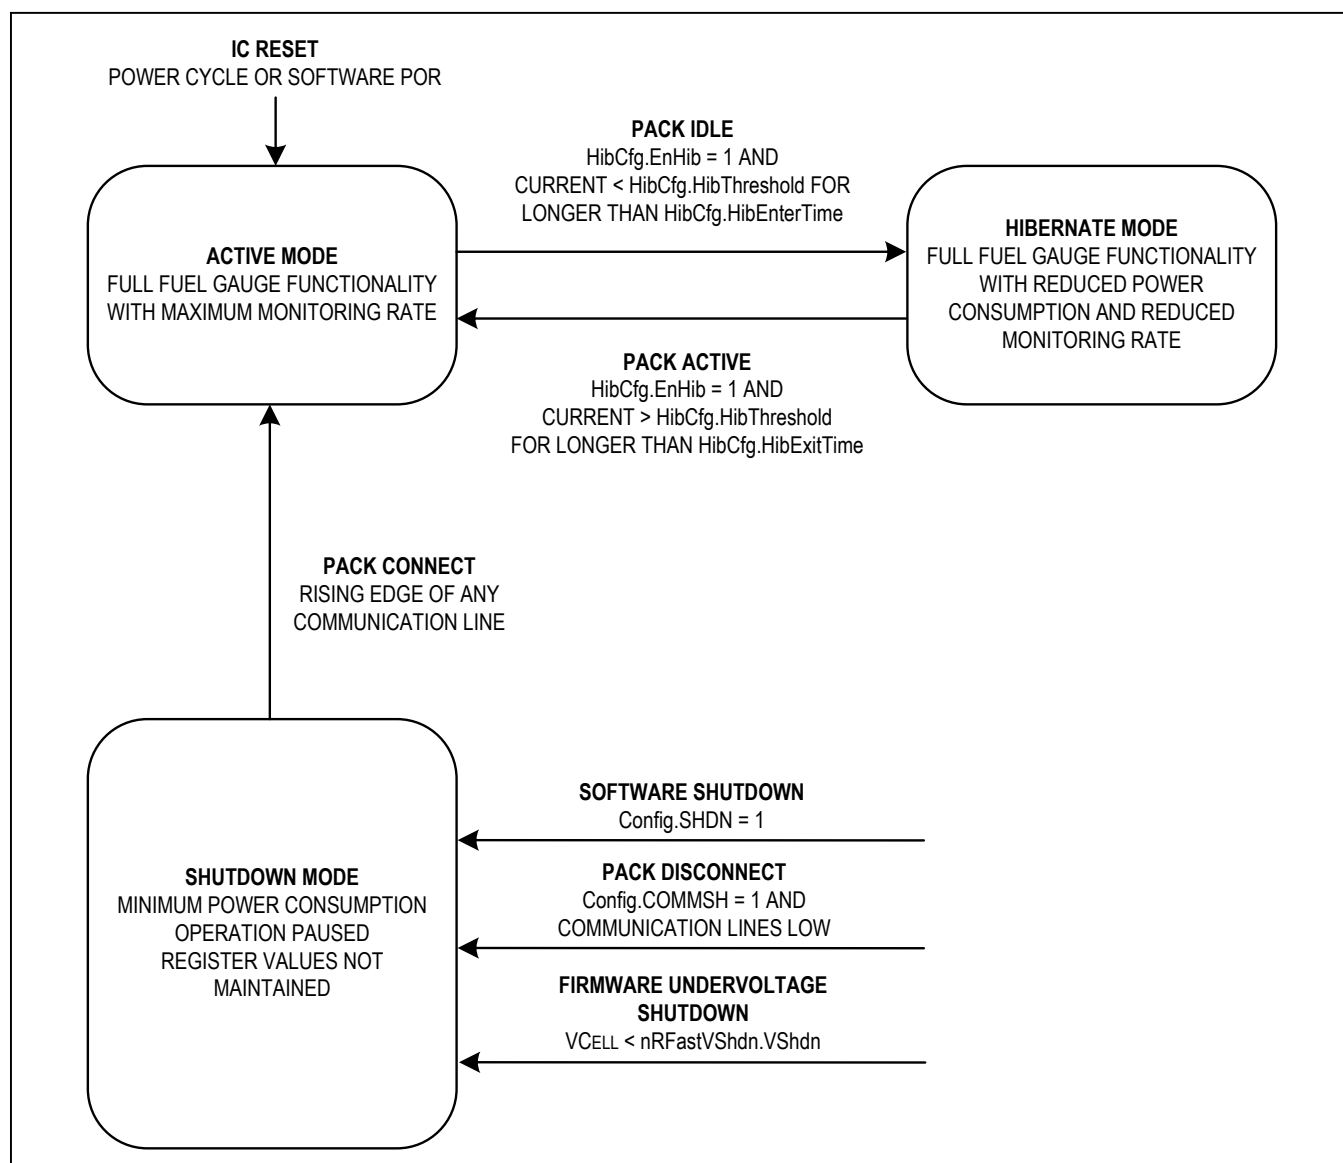 IC RESET
POWER CYCLE OR SOFTWARE POR
PACK IDLE
HibCfg.EnHib = 1 AND
CURRENT < HibCfg.HibThreshold FOR
LONGER THAN HibCfg.HibEnterTime
ACTIVE MODE
FULL FUEL GAUGE FUNCTIONALITY
WITH MAXIMUM MONITORING RATE
HIBERNATE MODE
FULL FUEL GAUGE FUNCTIONALITY
WITH REDUCED POWER
CONSUMPTION AND REDUCED
MONITORING RATE
PACK ACTIVE
HibCfg.EnHib = 1 AND
CURRENT > HibCfg.HibThreshold
FOR LONGER THAN HibCfg.HibExitTime
PACK CONNECT
RISING EDGE OF ANY
COMMUNICATION LINE
SHUTDOWN MODE
MINIMUM POWER CONSUMPTION
OPERATION PAUSED
REGISTER VALUES NOT
MAINTAINED
SOFTWARE SHUTDOWN
Config.SHDN = 1
PACK DISCONNECT
Config.COMMSH = 1 AND
COMMUNICATION LINES LOW
FIRMWARE UNDERVOLTAGE
SHUTDOWN
VCELL < nRFastVShdn.VShdn